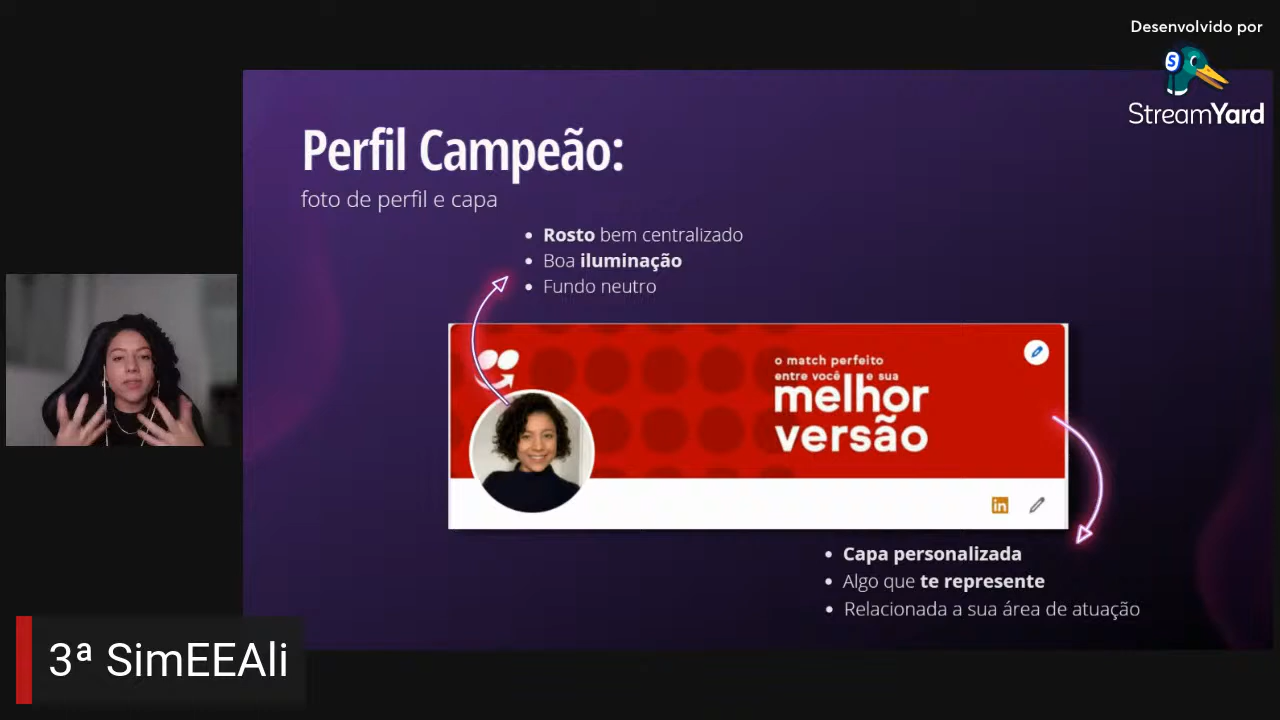 Desenvolvido por
StreamYard
Perfil Campeão:
foto de perfil e capa
• Rosto bem centralizado
• Boa iluminação
• Fundo neutro
o match perfeito
entre você e sua
melhor
versão
in
• Capa personalizada
• Algo que te represente
• Relacionada a sua área de atuação
3ª SimEEAli